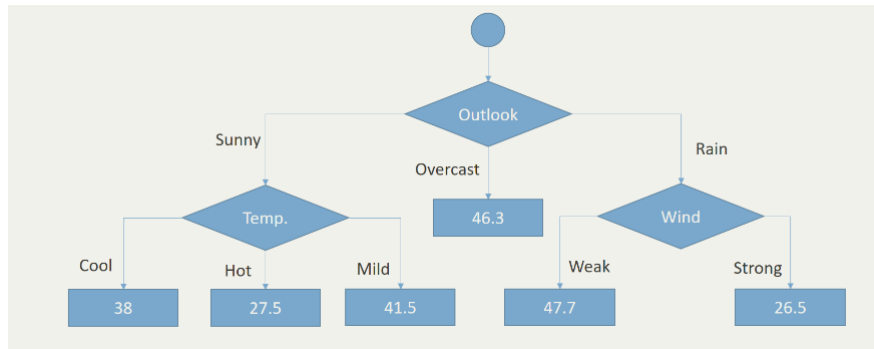 Outlook
Sunny
Overcast
Rain
46.3
Temp.
Wind
Cool
Hot
Mild
Weak
Strong
38
27.5
41.5
47.7
26.5